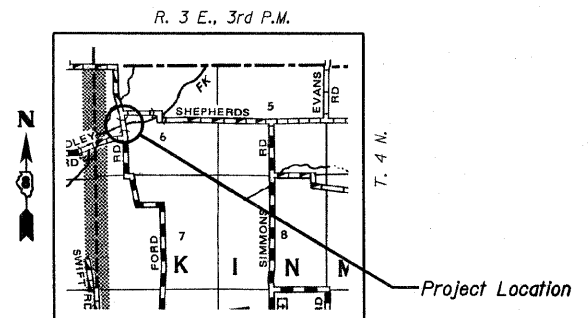 R. 3 E., 3rd P.M.
T. 4 N.
N
FK
SHEPHERDS
5
EVANS
RD
DLEY
RD
RD
6
RD
7
8
FORD
SIMMONS
K I N
SWIFT
RD
RD
Project Location